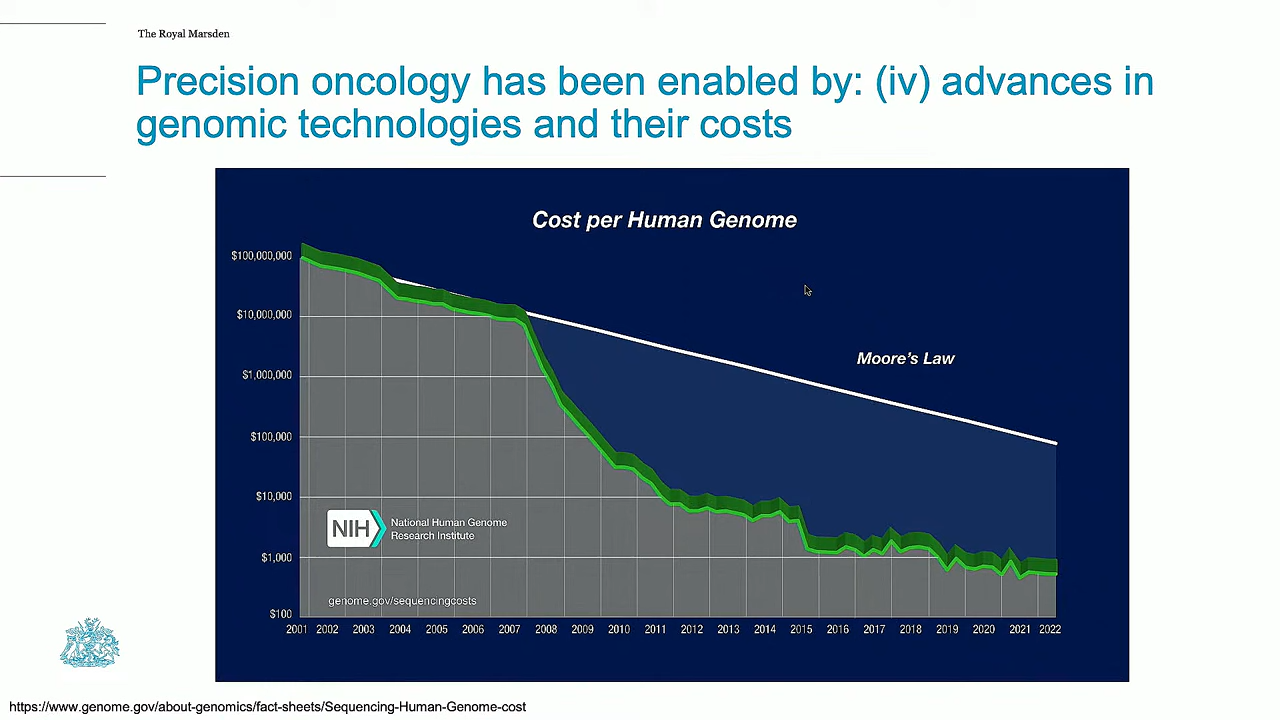 The Royal Marsden
Precision oncology has been enabled by: (iv) advances in
genomic technologies and their costs
Cost per Human Genome
$100,000,000
$10,000,000
Moore's Law
$1,000,000
$100,000
$10,000
NIH
National Human Genome
Research Institute
$1,000
genome.gov/sequencingcosts
$100
2001 2002 2003 2004 2005 2006 2007 2008 2009 2010 2011 2012 2013 2014 2015 2016 2017 2018 2019 2020 2021 2022
https://www.genome.gov/about-genomics/fact-sheets/Sequencing-Human-Genome-cost